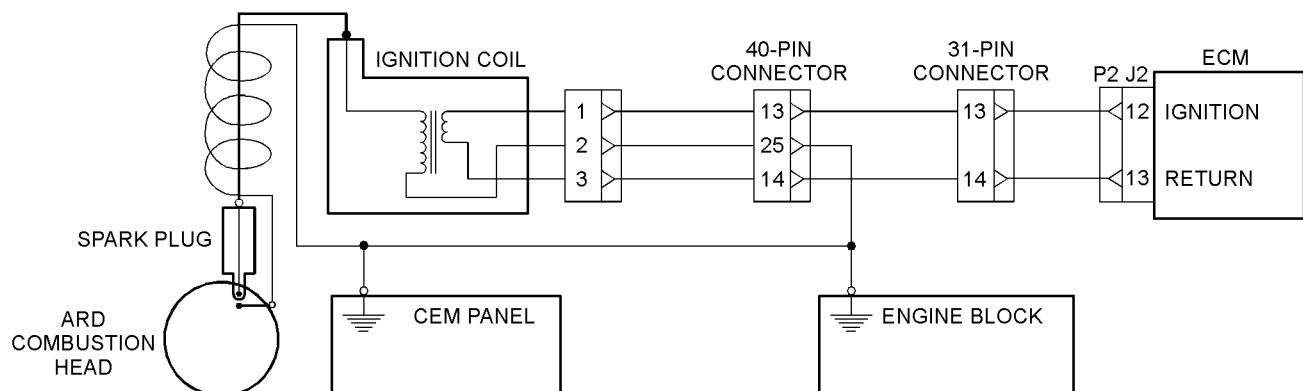 IGNITION COIL
40-PIN
CONNECTOR
31-PIN
CONNECTOR
ECM
P2 J2
1
13
13
12
IGNITION
2
25
3
14
14
13
RETURN
SPARK PLUG
ARD
COMBUSTION
HEAD
CEM PANEL
ENGINE BLOCK